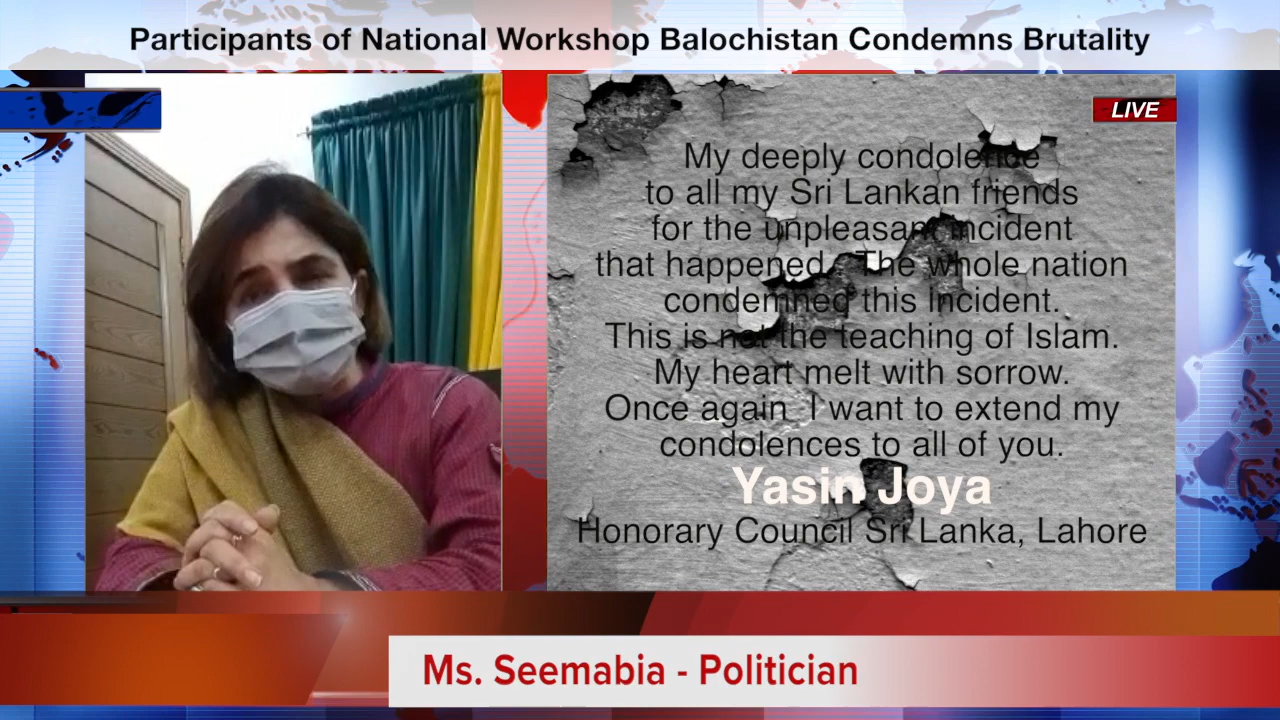 Participants of National Workshop Balochistan Condemns Brutality
LIVE
My deeply condolence
to all my Sri Lankan friends
for the unpleasant incident
that happened. The whole nation
condemned this incident.
This is not the teaching of Islam.
My heart melt with sorrow.
Once again I want to extend my
condolences to all of you.
Yasin Joya
Honorary Council Sri Lanka, Lahore
Ms. Seemabia - Politician